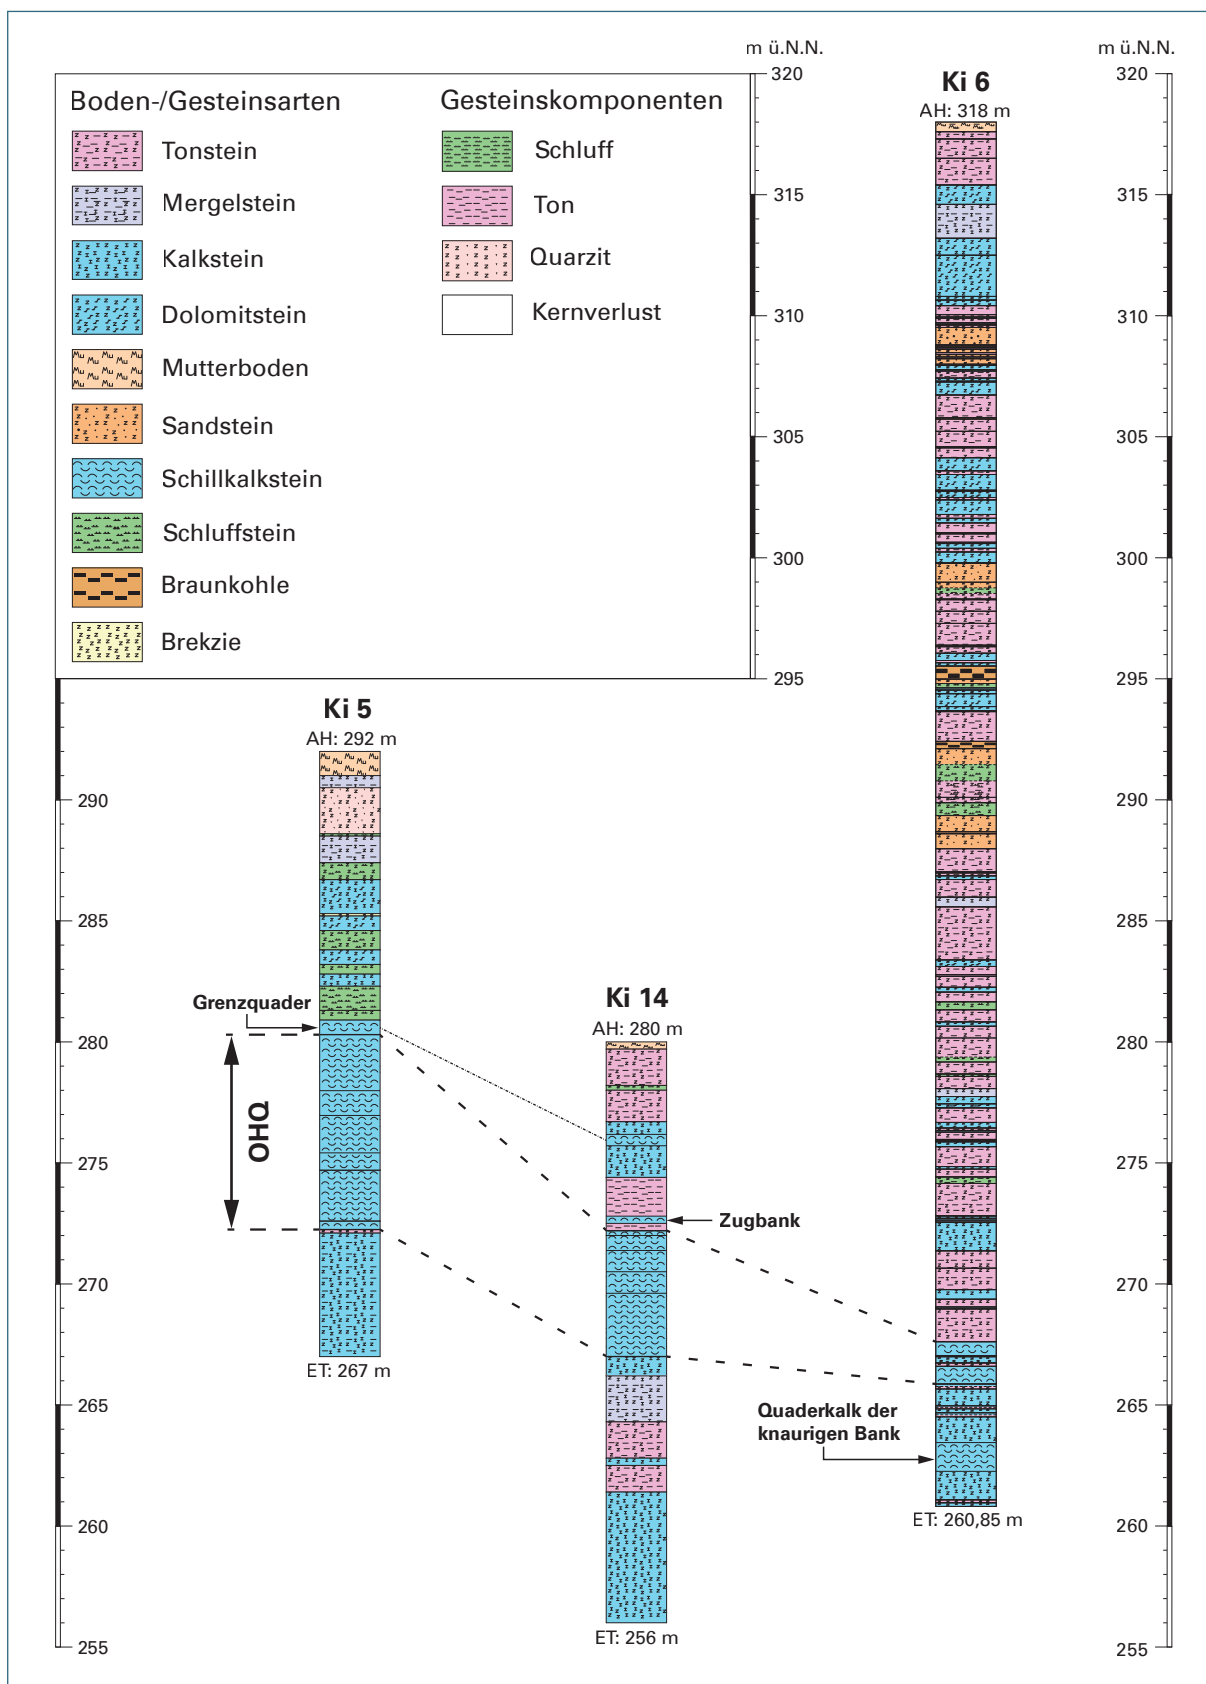 m ü.N.N.
m ü.N.N.
320
320
Ki 6
AH: 318 m
Boden-/Gesteinsarten
Gesteinskomponenten
Tonstein
Schluff
Mergelstein
Ton
Kalkstein
Quarzit
Dolomitstein
Kernverlust
Mutterboden
Sandstein
Schillkalkstein
Schluffstein
Braunkohle
Brekzie
315
315
310
310
305
305
300
300
295
295
Ki 5
AH: 292 m
290
290
285
285
Grenzquader
Ki 14
AH: 280 m
280
280
OHQ
275
275
Zugbank
270
270
ET: 267 m
265
265
Quaderkalk der
knaurigen Bank
260
260
ET: 260,85 m
ET: 256 m
255
255